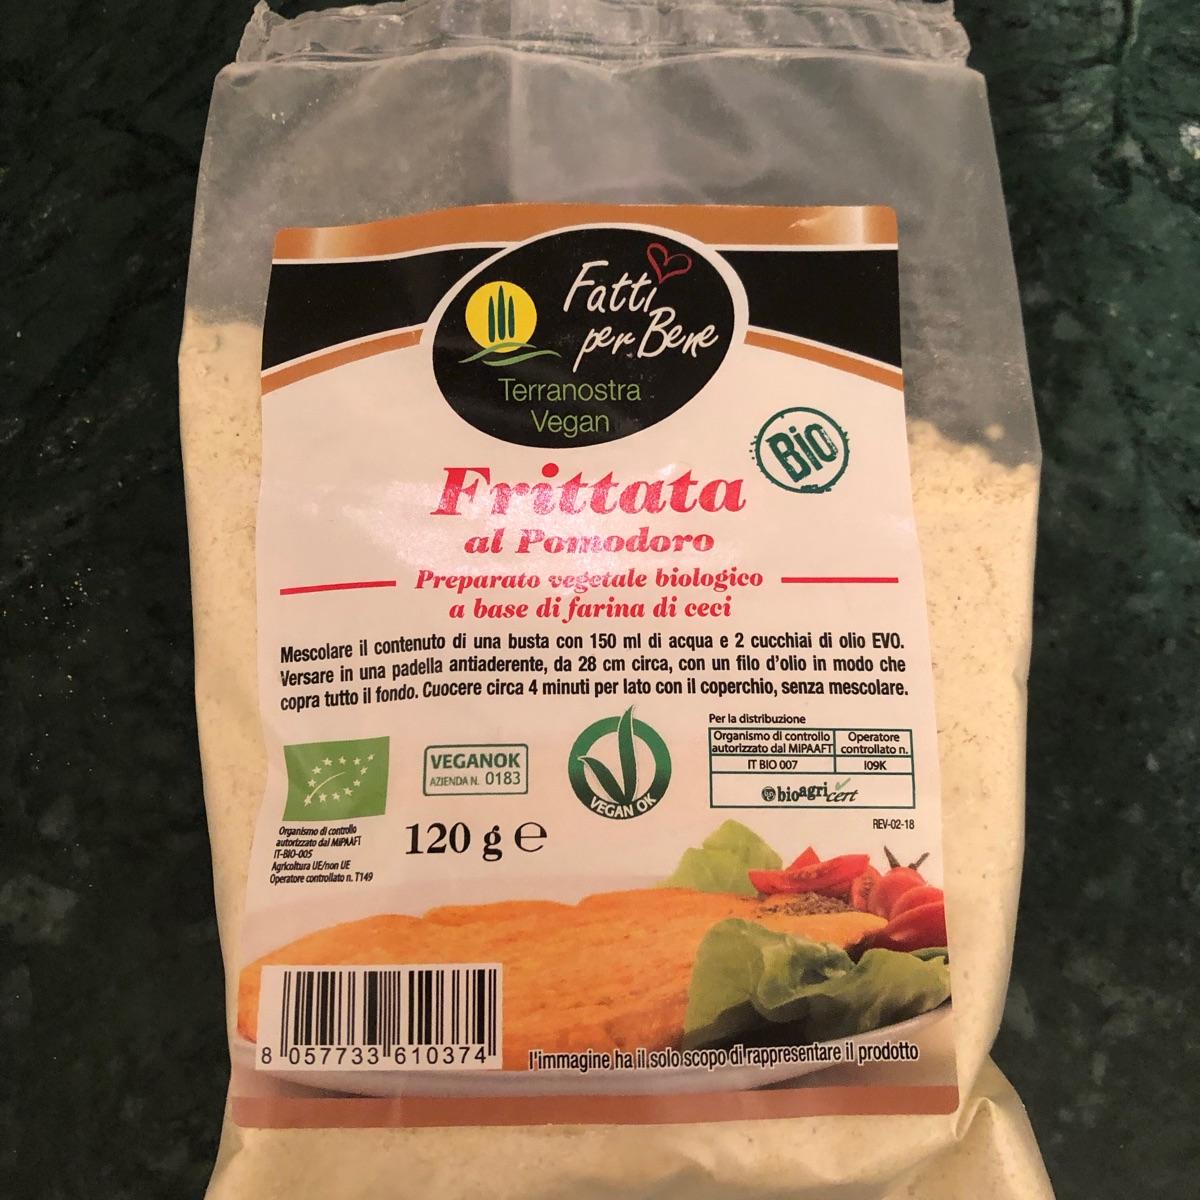 Fatti
per Bene
Terranostra
Vegan
Bio
Frittata
al Pomodoro
Preparato vegetale biologico
a base di farina di ceci
Mescolare il contenuto di una busta con 150 ml di acqua e 2 cucchiai di olio EVO.
Versare in una padella antiaderente, da 28 cm circa, con un filo d'olio in modo che
copra tutto il fondo. Cuocere circa 4 minuti per lato con il coperchio, senza mescolare.
Per la distribuzione
Organismo di controllo
autorizzato dal MIPAAFT
Operatore
controllato n.
IT BIO 007
I09K
bioagricert
REV-02-18
VEGANOK
AZIENDA N. 0183
VEGAN OK
Organismo di controllo
autorizzato dal MIPAAFT
IT-BIO-005
Agricoltura UE/non UE
Operatore controllato n. T149
120 g e
8 057733 610374
l'immagine ha il solo scopo di rappresentare il prodotto